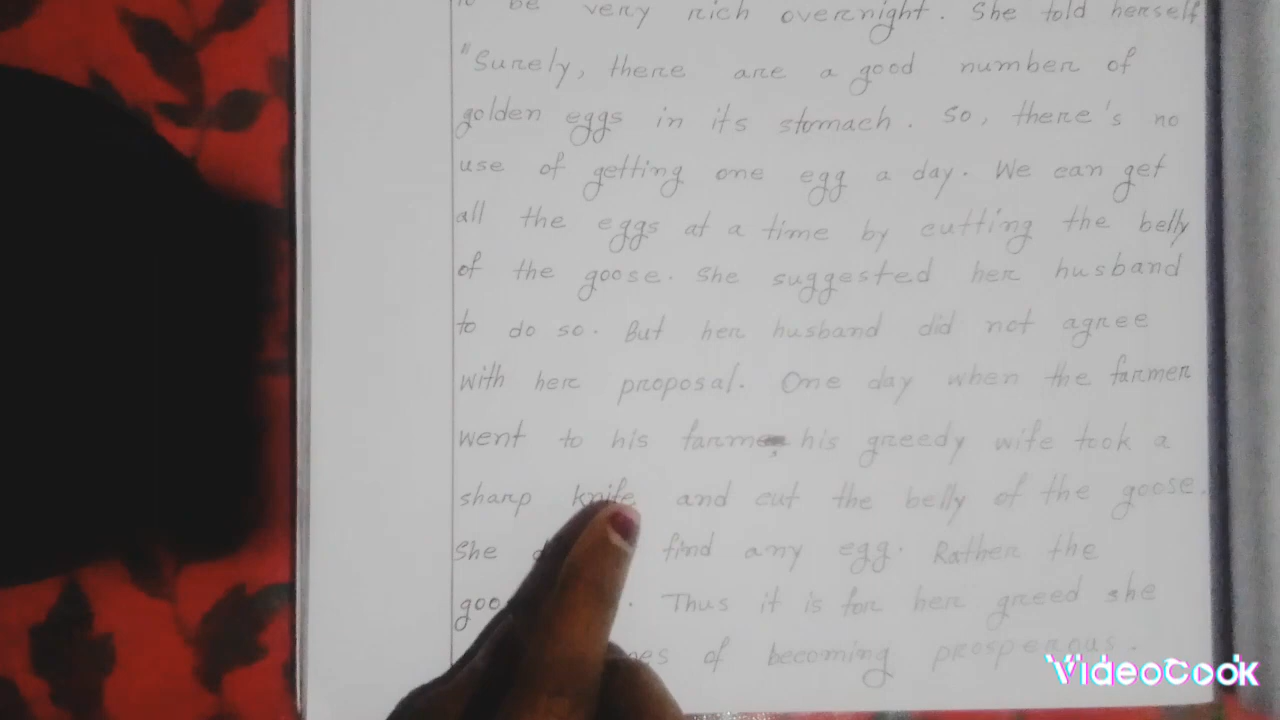 be very rich overnight. She told herself
"Surely, there are a good number of
golden eggs in its stomach. So, there's no
use of getting one egg a day. We can get
all the eggs at a time by cutting the belly
of the goose. She suggested her husband
to do so. But her husband did not agree
with her proposal. One day when the farmer
went to his farm, his greedy wife took a
sharp knife and cut the belly of the goose.
She find any egg. Rather the
Thus it is for her greed she
of becoming prosperous.
VideoCook